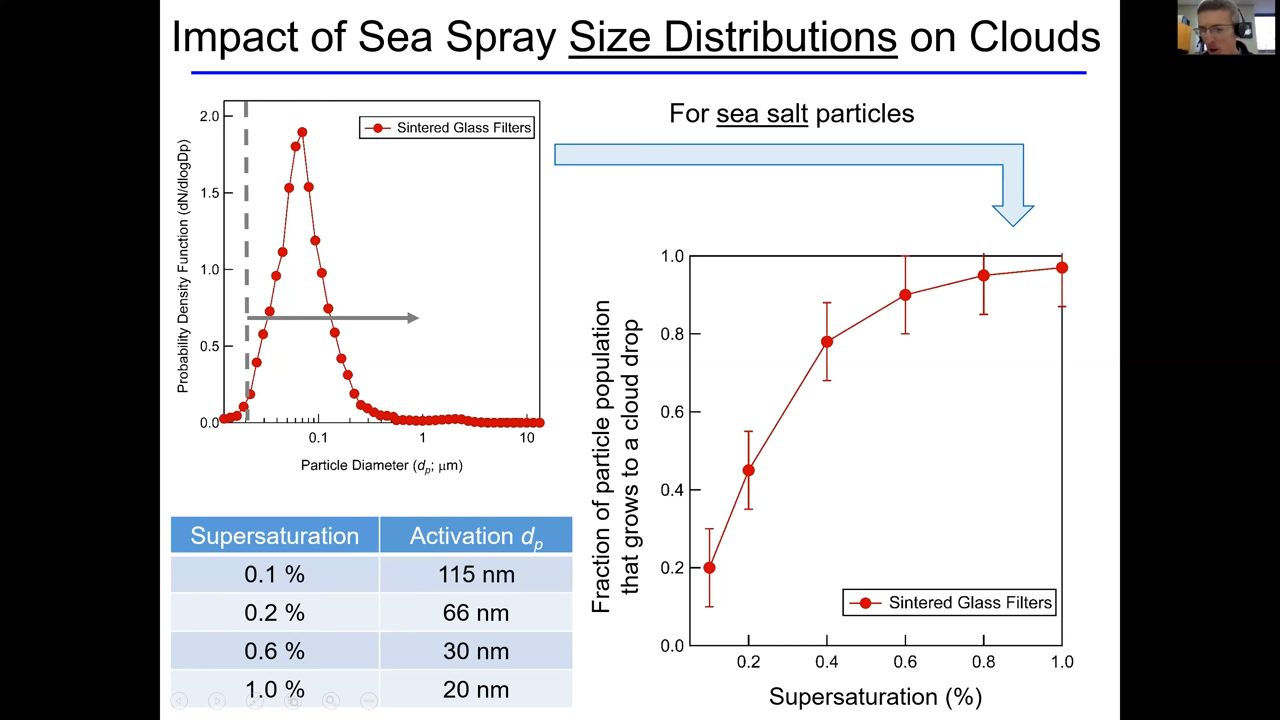 Impact of Sea Spray Size Distributions on Clouds
For sea salt particles
Probability Density Function (dN/dlogDp)
2.0
1.5
1.0
0.5
0.0
Sintered Glass Filters
0.1
1
10
Particle Diameter (dp; μm)
Supersaturation Activation dp
0.1 % 115 nm
0.2 % 66 nm
0.6 % 30 nm
1.0 % 20 nm
Fraction of particle population
that grows to a cloud drop
1.0
0.8
0.6
0.4
0.2
0.0
Sintered Glass Filters
0.2
0.4
0.6
0.8
1.0
Supersaturation (%)